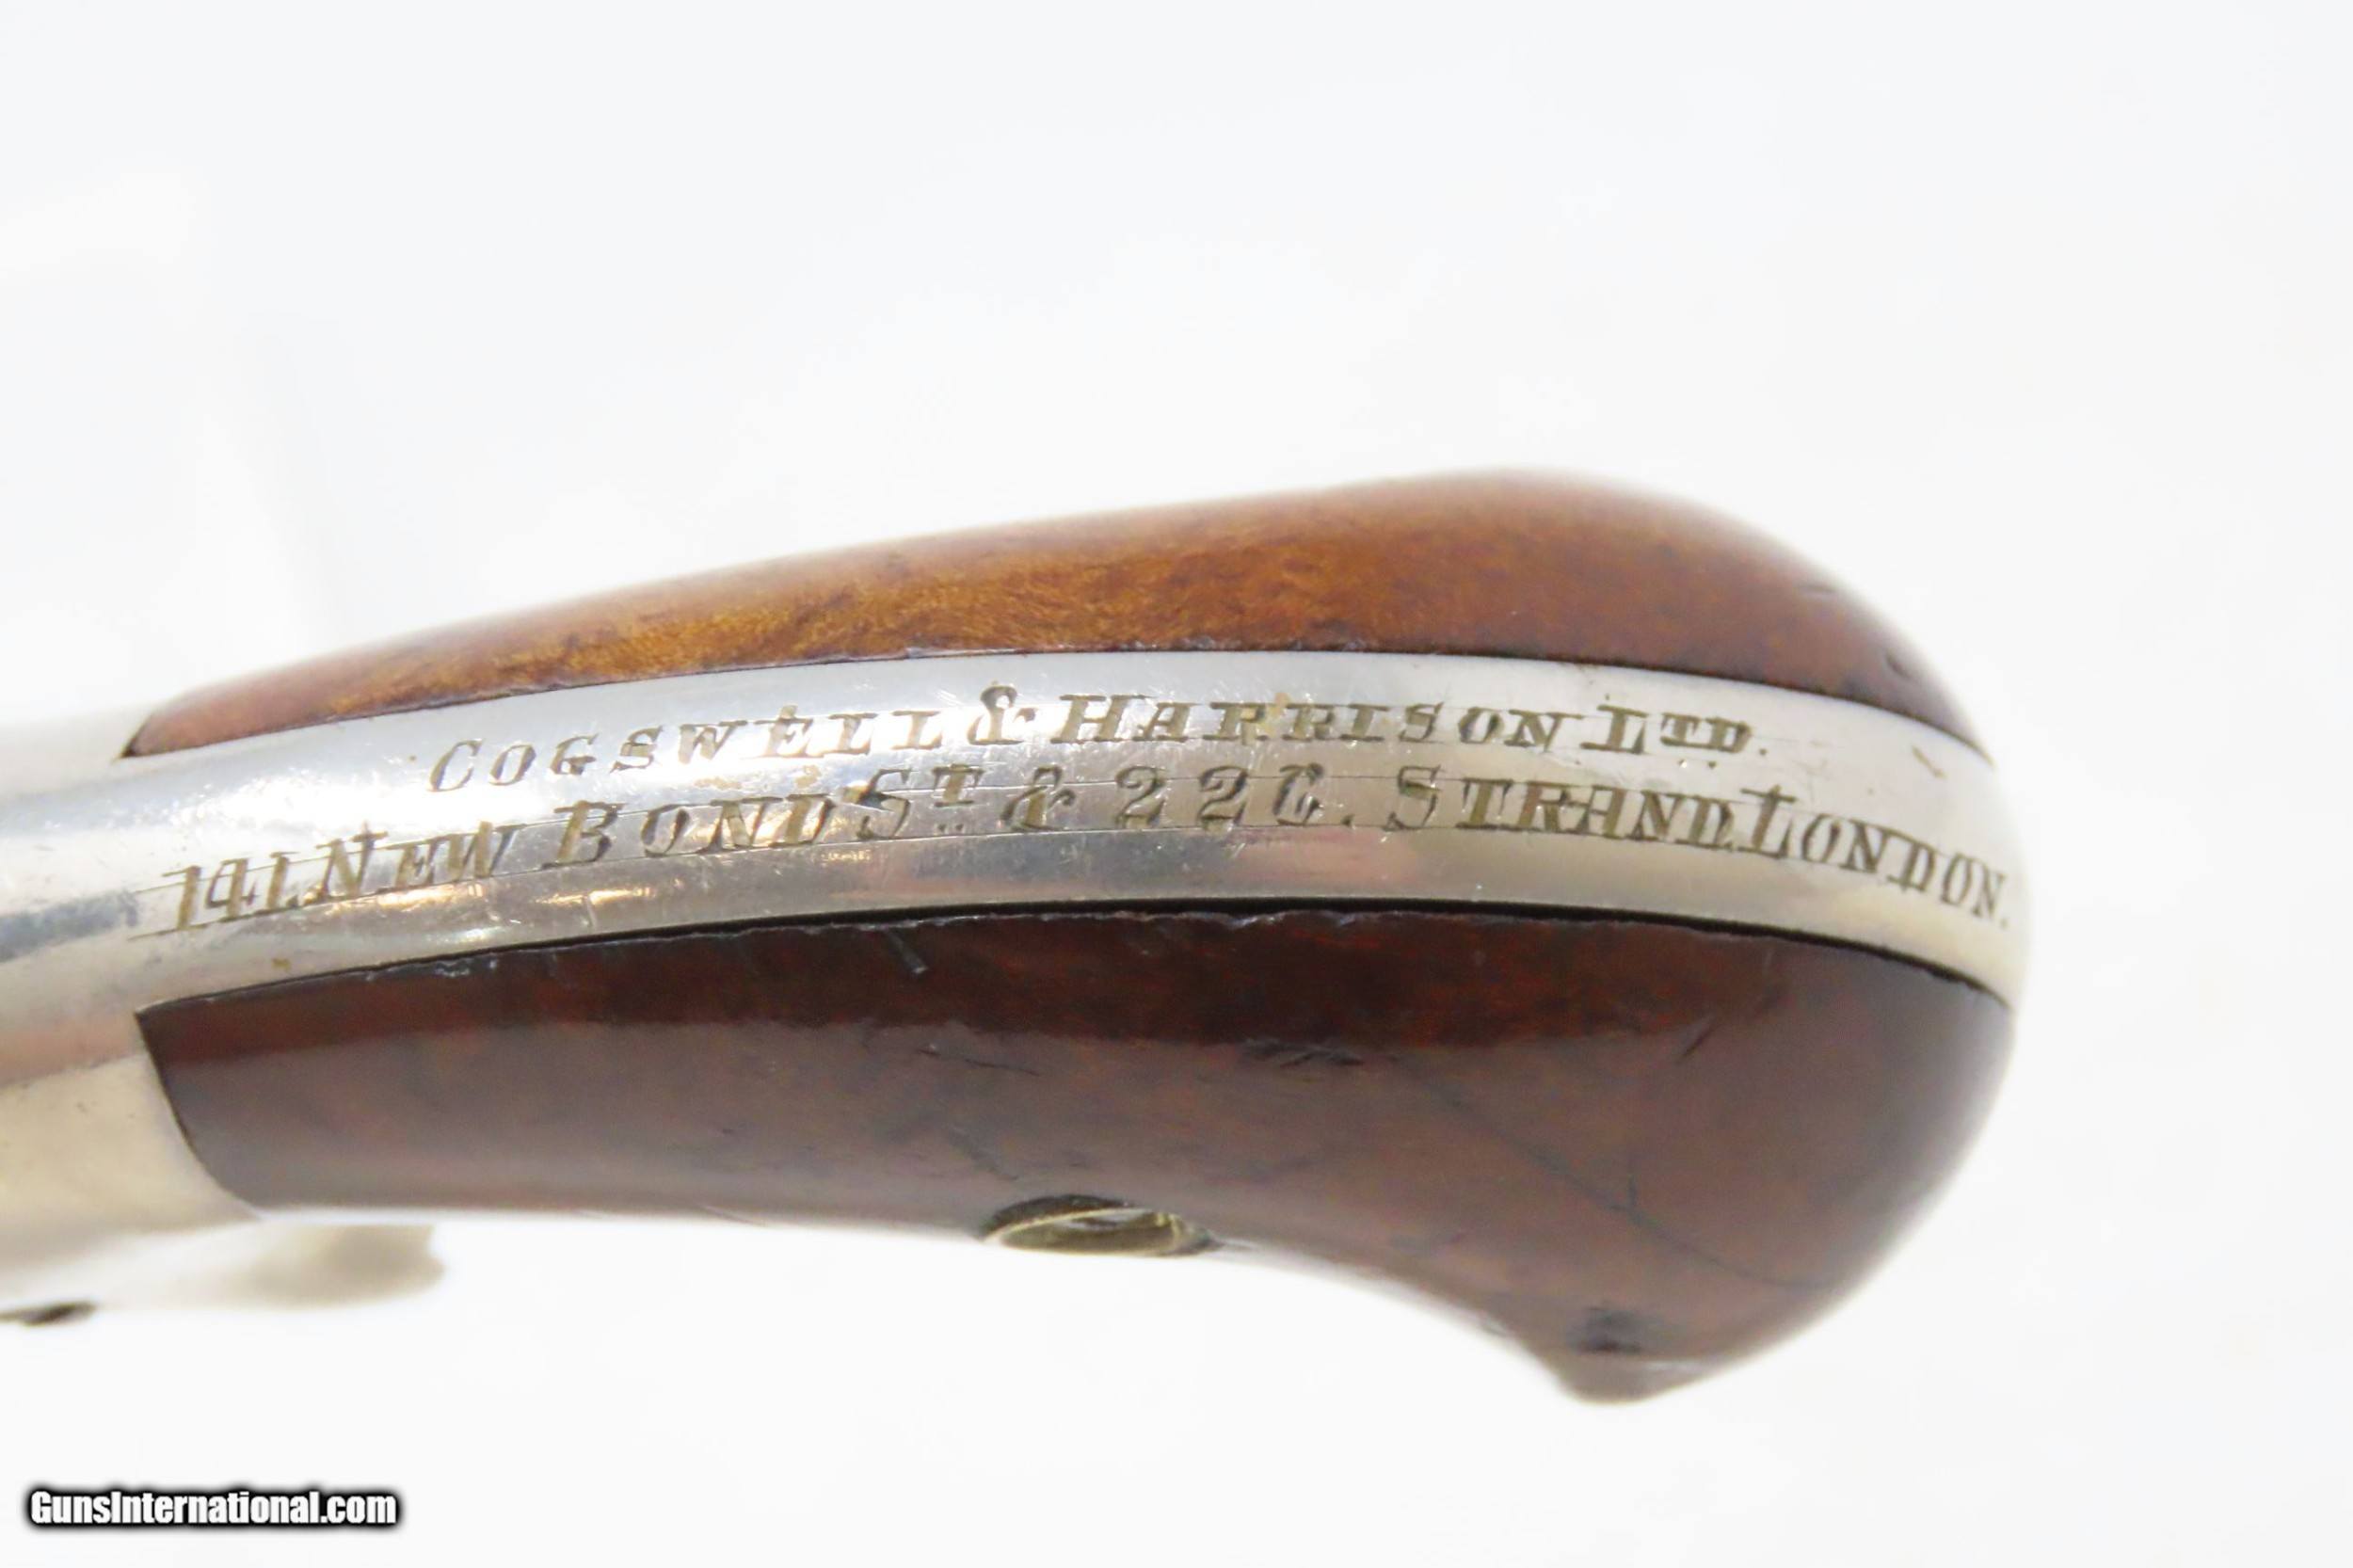 COGSWELL & HARRISON LTD.
141. NEW BOND ST. & 226. STRAND, LONDON.
GunsInternational.com